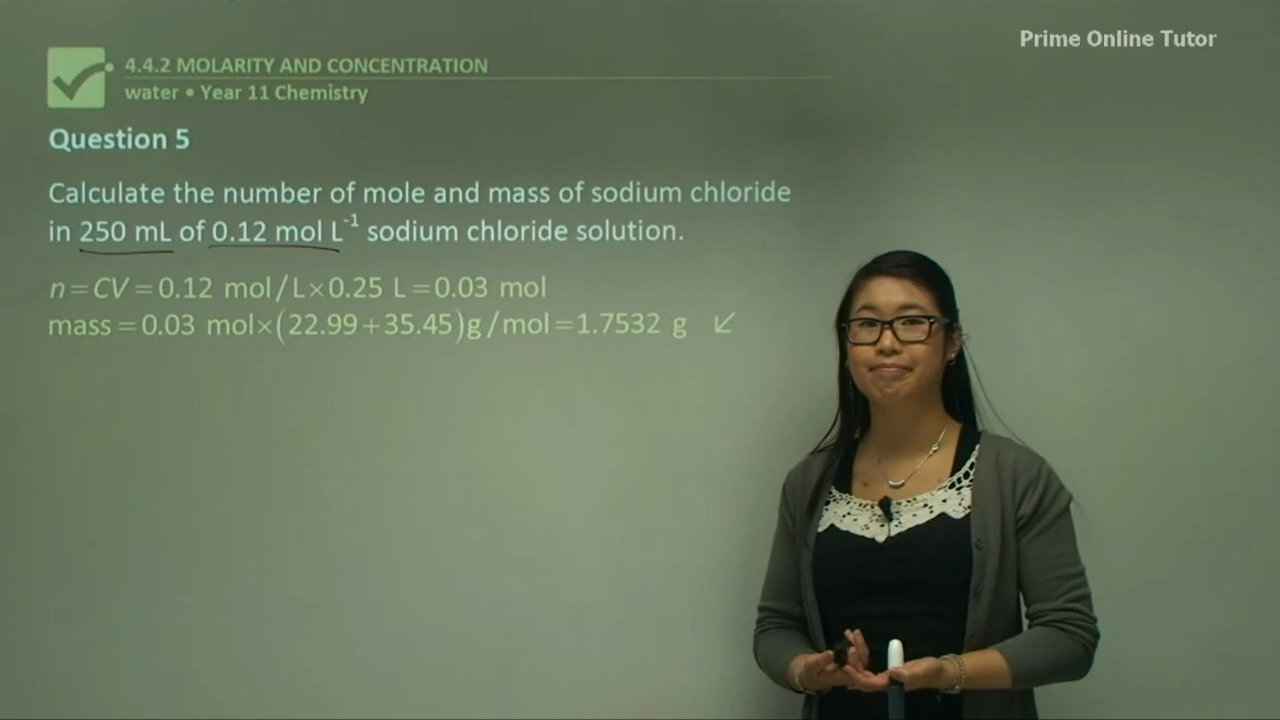 Prime Online Tutor
4.4.2 MOLARITY AND CONCENTRATION
water • Year 11 Chemistry
Question 5
Calculate the number of mole and mass of sodium chloride
in 250 mL of 0.12 mol L⁻¹ sodium chloride solution.
n=CV=0.12 mol/L×0.25 L=0.03 mol
mass=0.03 mol×(22.99+35.45)g/mol=1.7532 g ↙